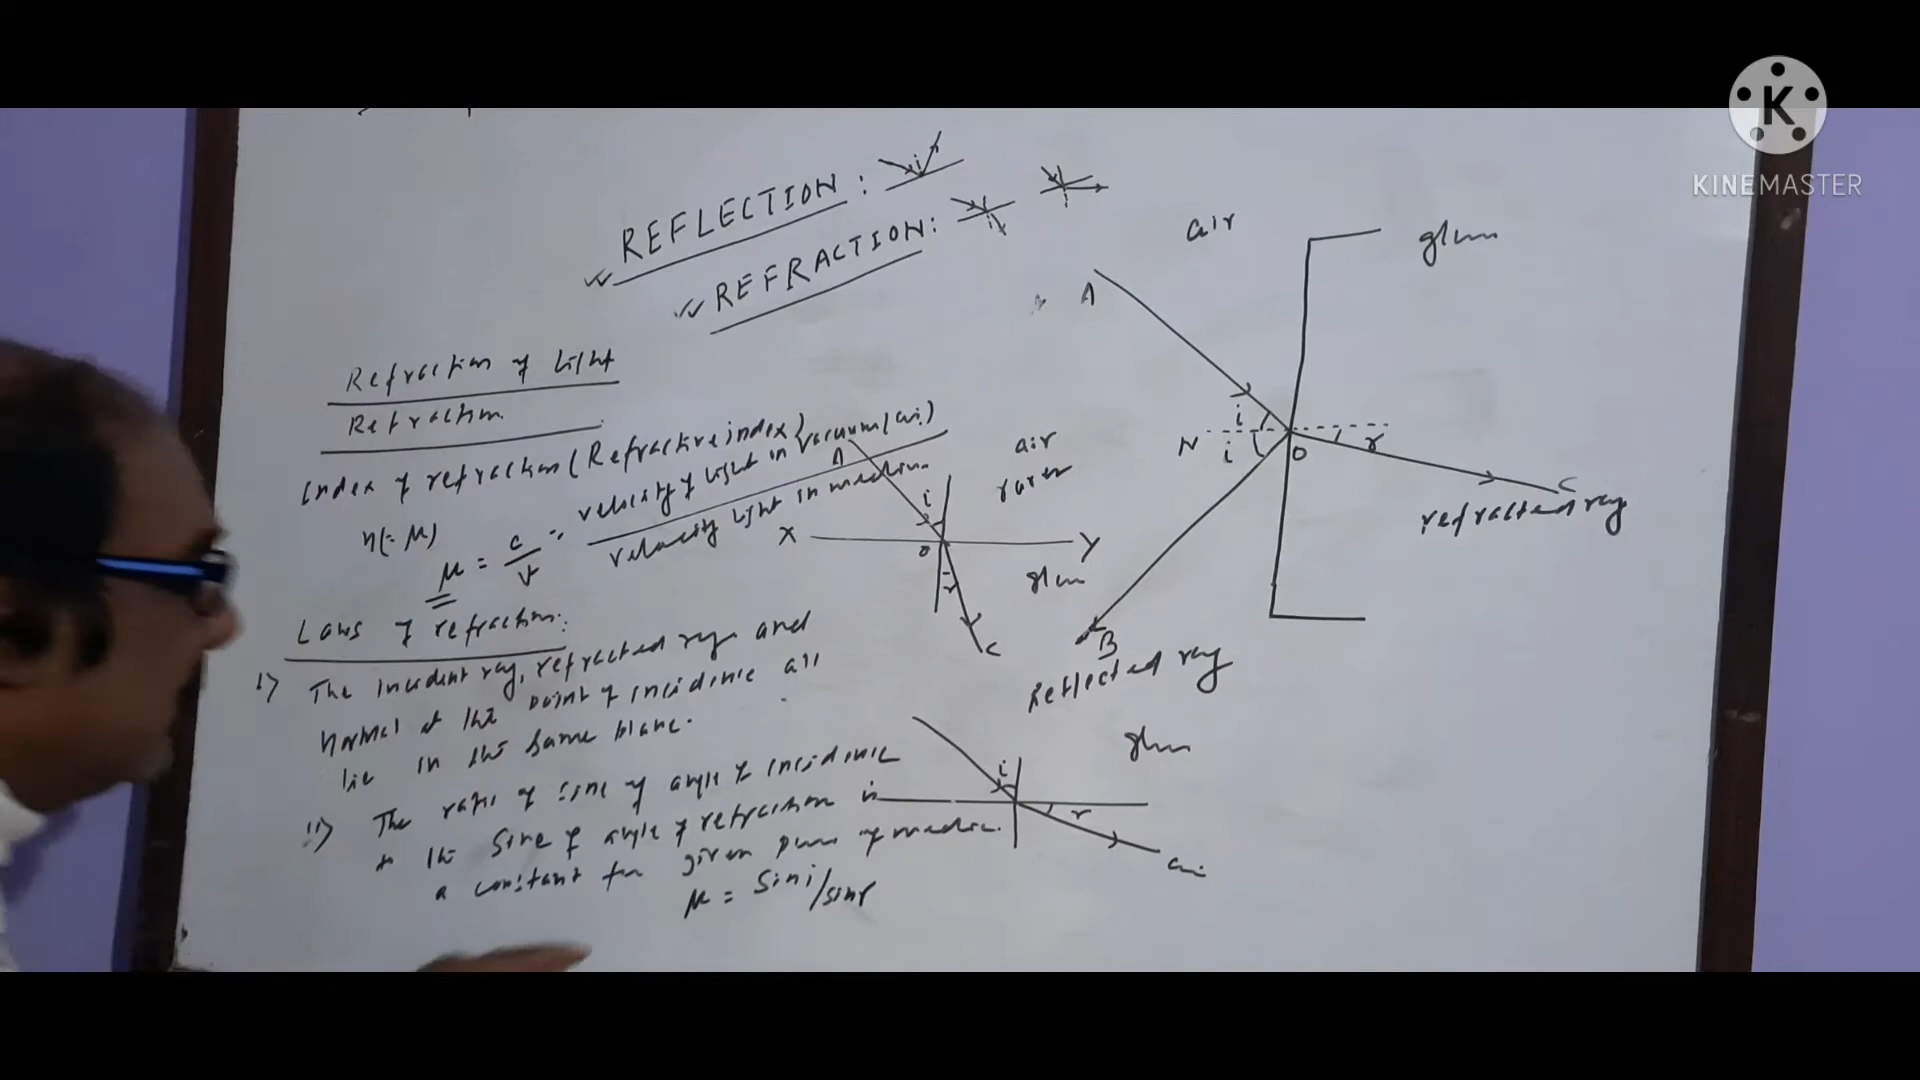 KINEMASTER
REFLECTION :
REFRACTION :
Refraction of Light
Refraction
Index of refraction (Refractive index)
n(= μ)
μ = c/v = velocity of light in vacuum (air) / velocity light in medium
Laws of refraction:
i) The incident ray, refracted ray and
normal at the point of incidence all
lie in the same plane.
ii) The ratio of sine of angle of incidence
to the sine of angle of refraction is
a constant for given pair of media.
μ = sin i/sin r
air
glass
A
i
N
i
O
r
C
refracted ray
B
Reflected ray
A
air
rarer
i
X
O
Y
glass
r
C
glass
i
r
air